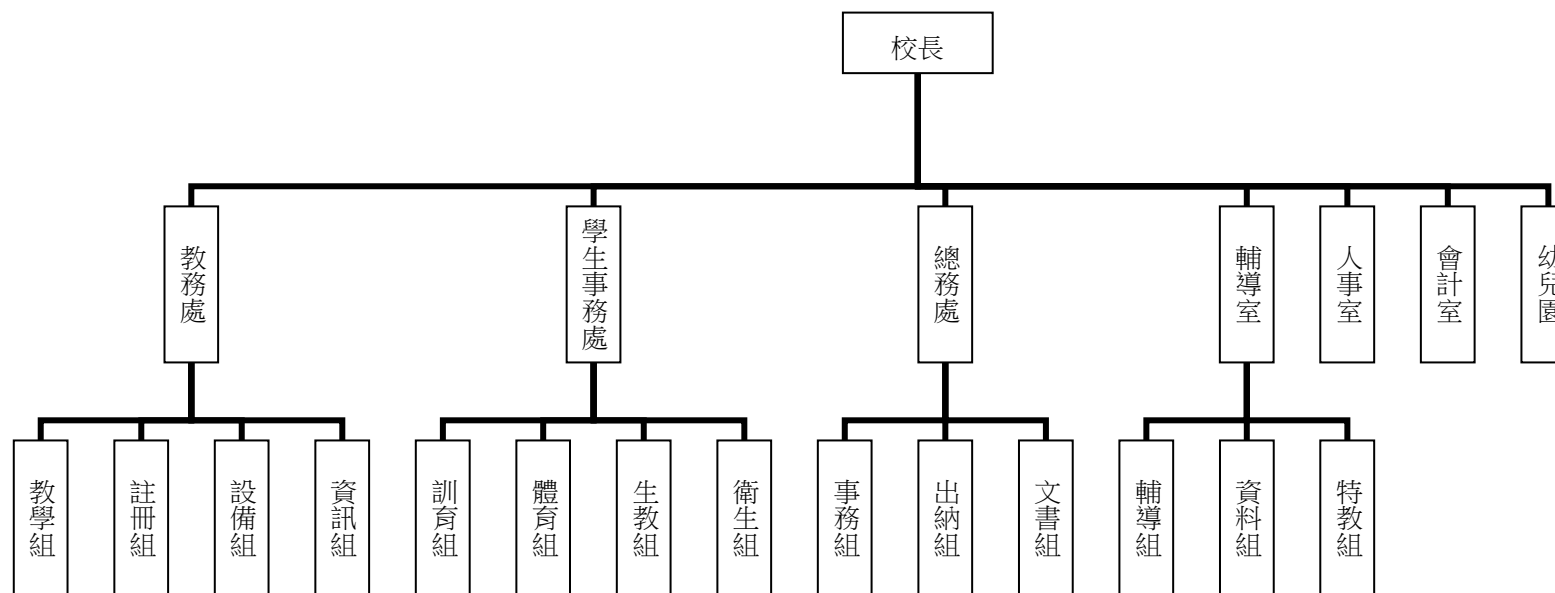 校長
教務處
學生事務處
總務處
輔導室
人事室
會計室
幼兒園
教學組
註冊組
設備組
資訊組
訓育組
體育組
生教組
衛生組
事務組
出納組
文書組
輔導組
資料組
特教組